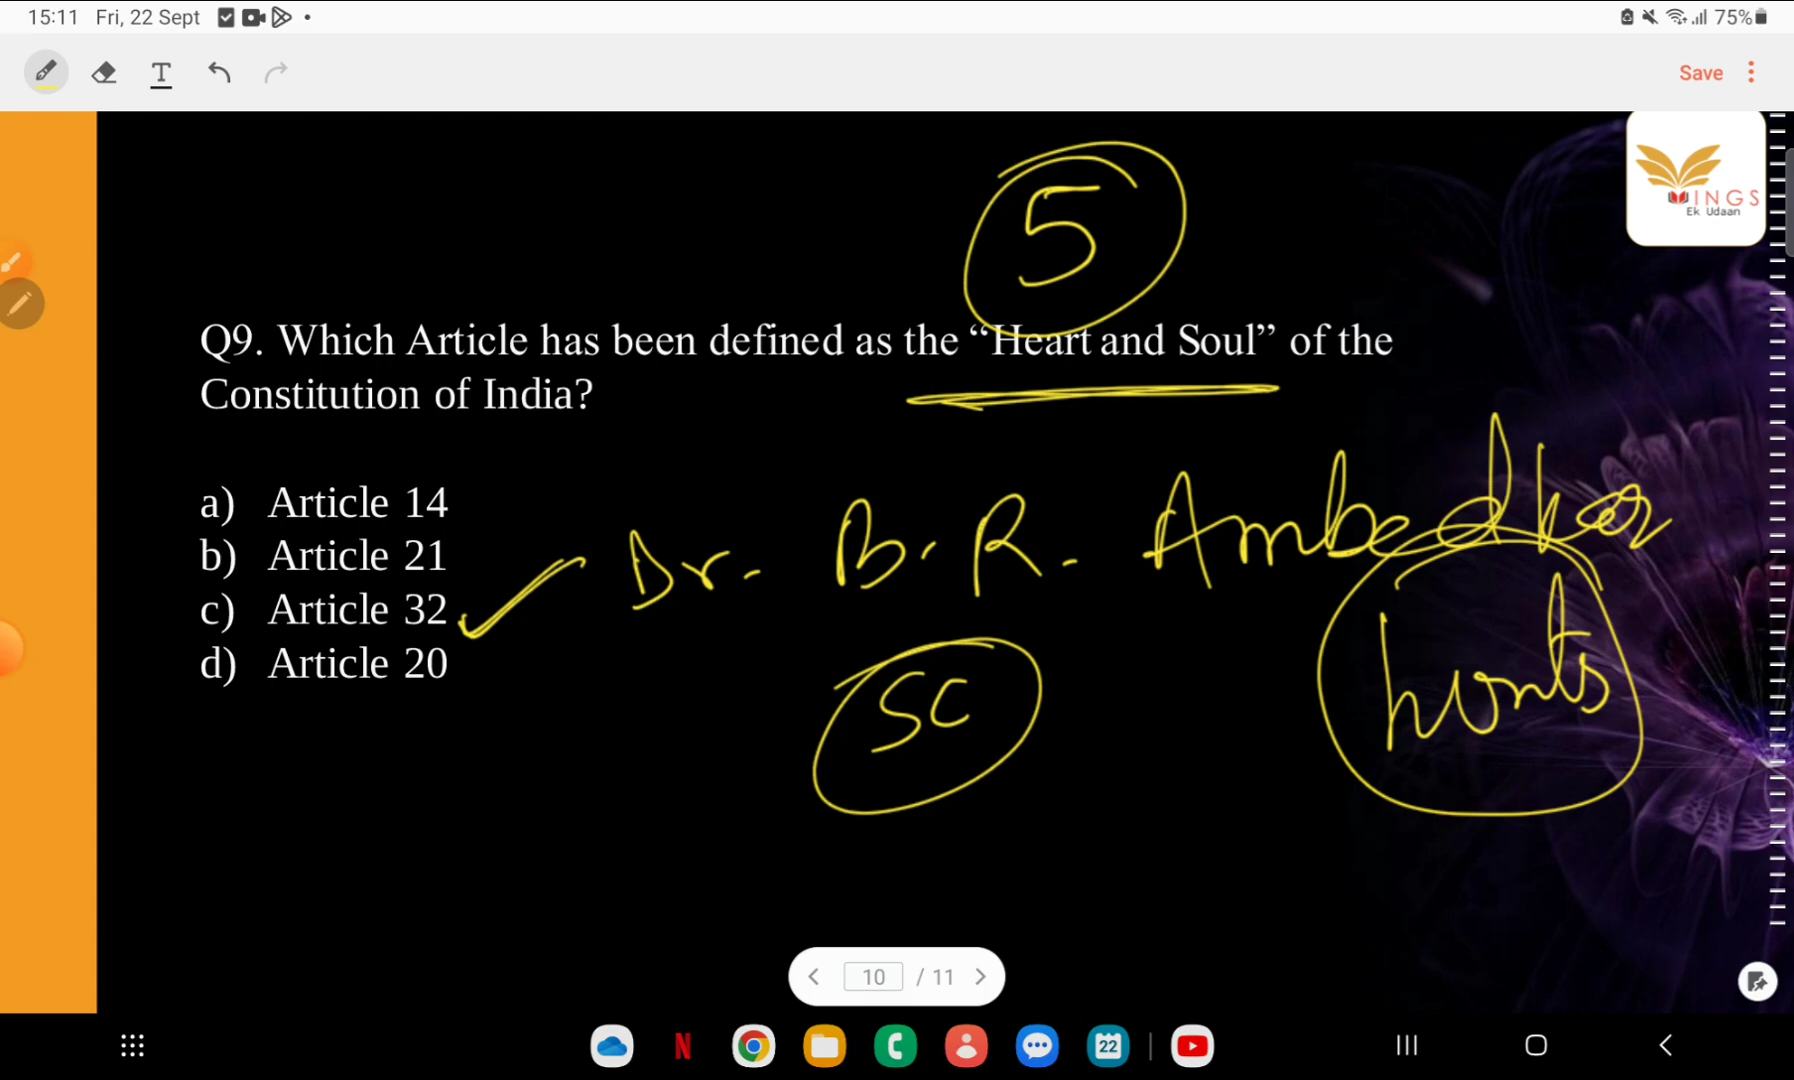 15:11 Fri, 22 Sept 75%
T Save
WINGS
Ek Udaan
5
Q9. Which Article has been defined as the “Heart and Soul” of the
Constitution of India?
a) Article 14
b) Article 21
c) Article 32
d) Article 20
Dr. B. R. Ambedkar
SC
10 / 11
N 22